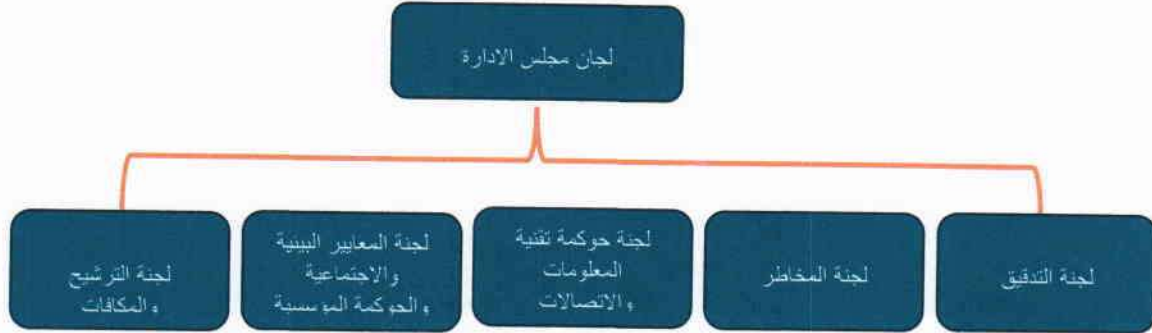 لجان مجلس الادارة
لجنة التدقيق
لجنة المخاطر
لجنة حوكمة تقنية
المعلومات
والاتصالات
لجنة المعايير البيئية
والاجتماعية
والحوكمة المؤسسية
لجنة الترشيح
والمكافات